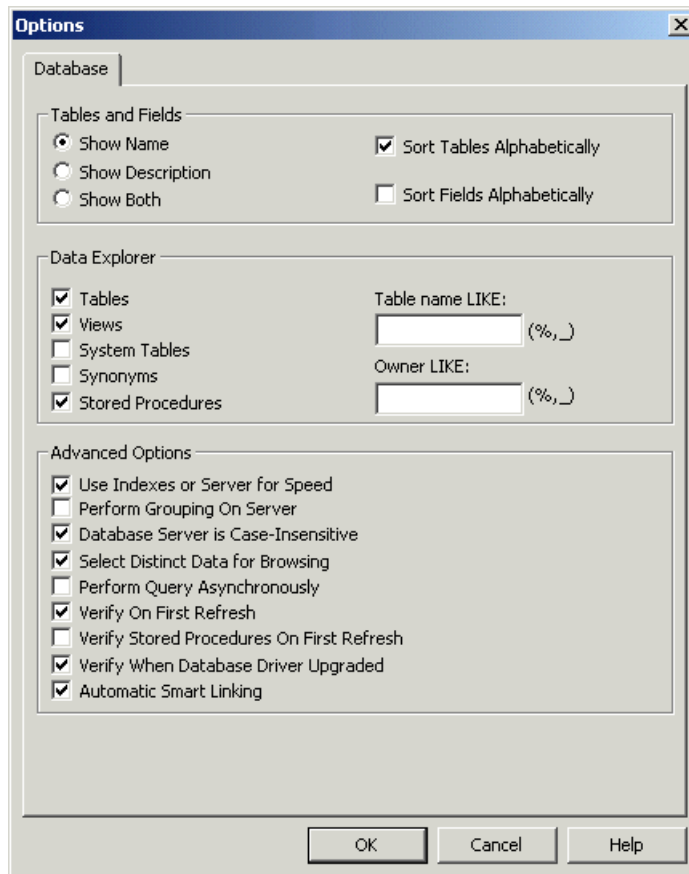 Options
Database
Tables and Fields
Show Name
Show Description
Show Both
Sort Tables Alphabetically
Sort Fields Alphabetically
Data Explorer
Tables
Views
System Tables
Synonyms
Stored Procedures
Table name LIKE:
(%,_)
Owner LIKE:
(%,_)
Advanced Options
Use Indexes or Server for Speed
Perform Grouping On Server
Database Server is Case-Insensitive
Select Distinct Data for Browsing
Perform Query Asynchronously
Verify On First Refresh
Verify Stored Procedures On First Refresh
Verify When Database Driver Upgraded
Automatic Smart Linking
OK Cancel Help